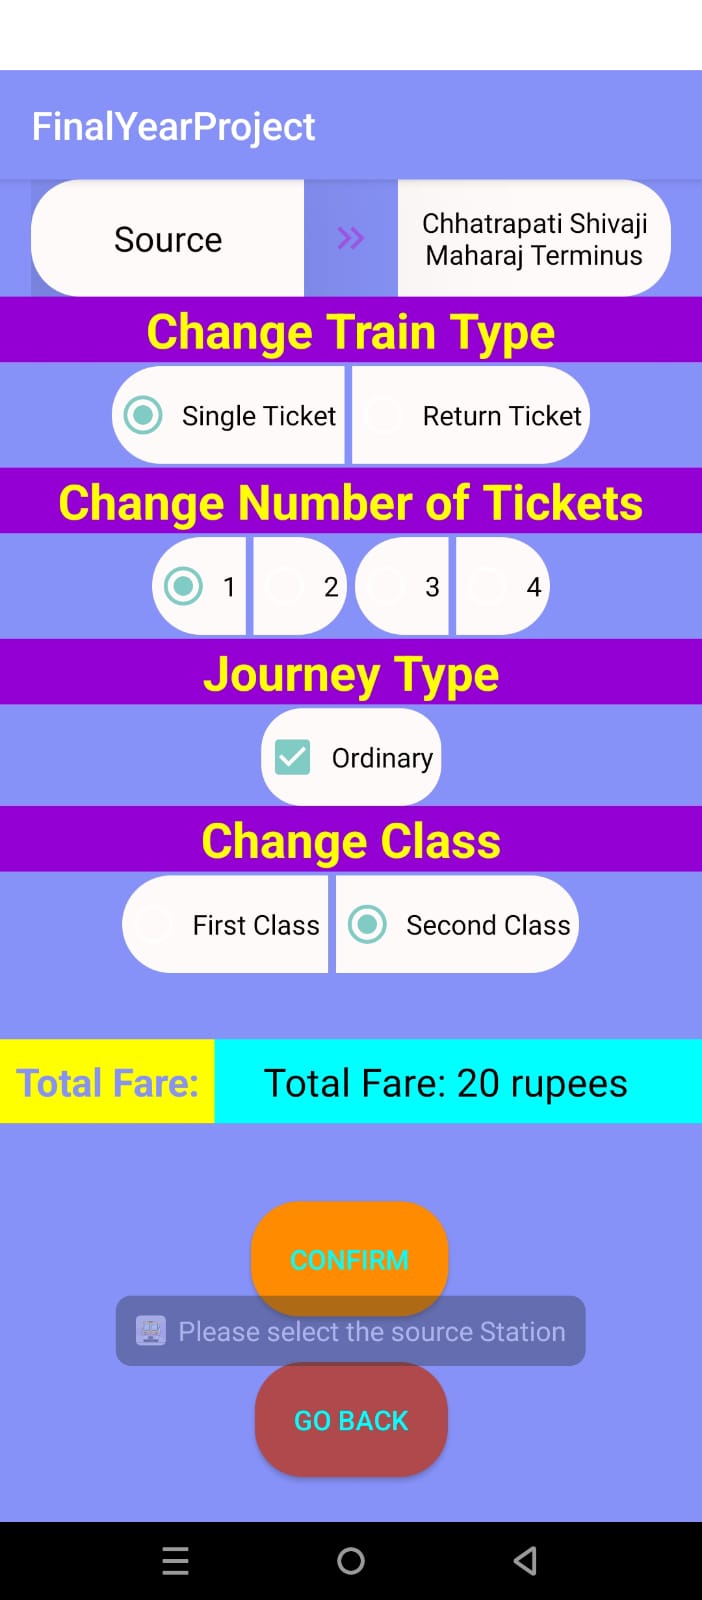 FinalYearProject
Source
Chhatrapati Shivaji
Maharaj Terminus
Change Train Type
Single Ticket
Return Ticket
Change Number of Tickets
1
2
3
4
Journey Type
Ordinary
Change Class
First Class
Second Class
Total Fare:
Total Fare: 20 rupees
CONFIRM
Please select the source Station
GO BACK